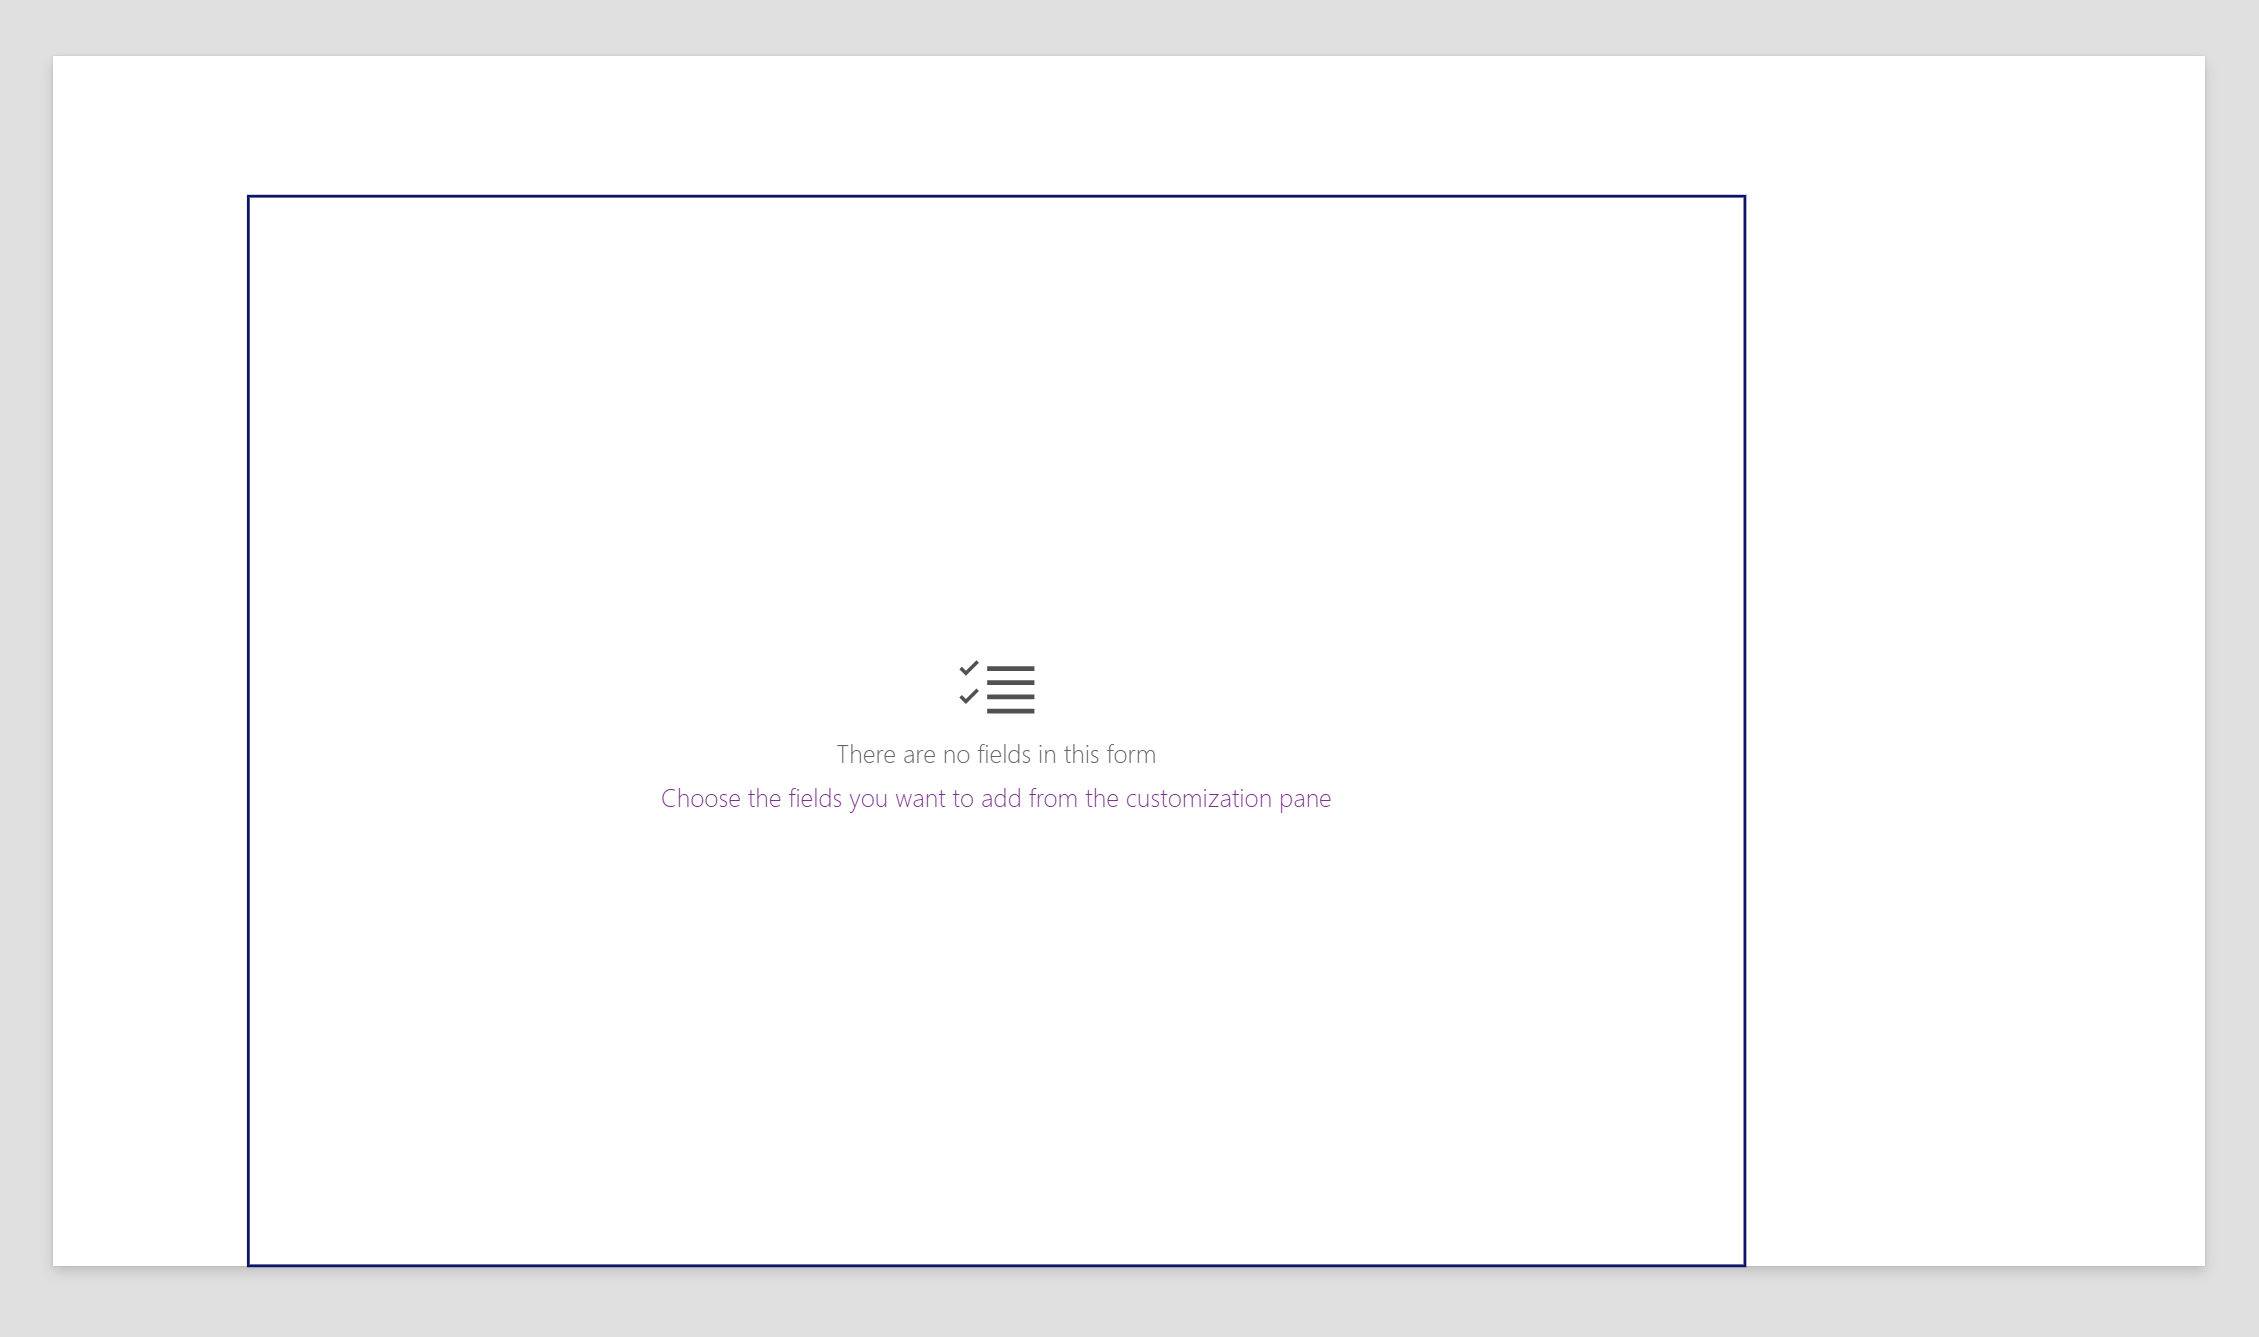 There are no fields in this form
Choose the fields you want to add from the customization pane